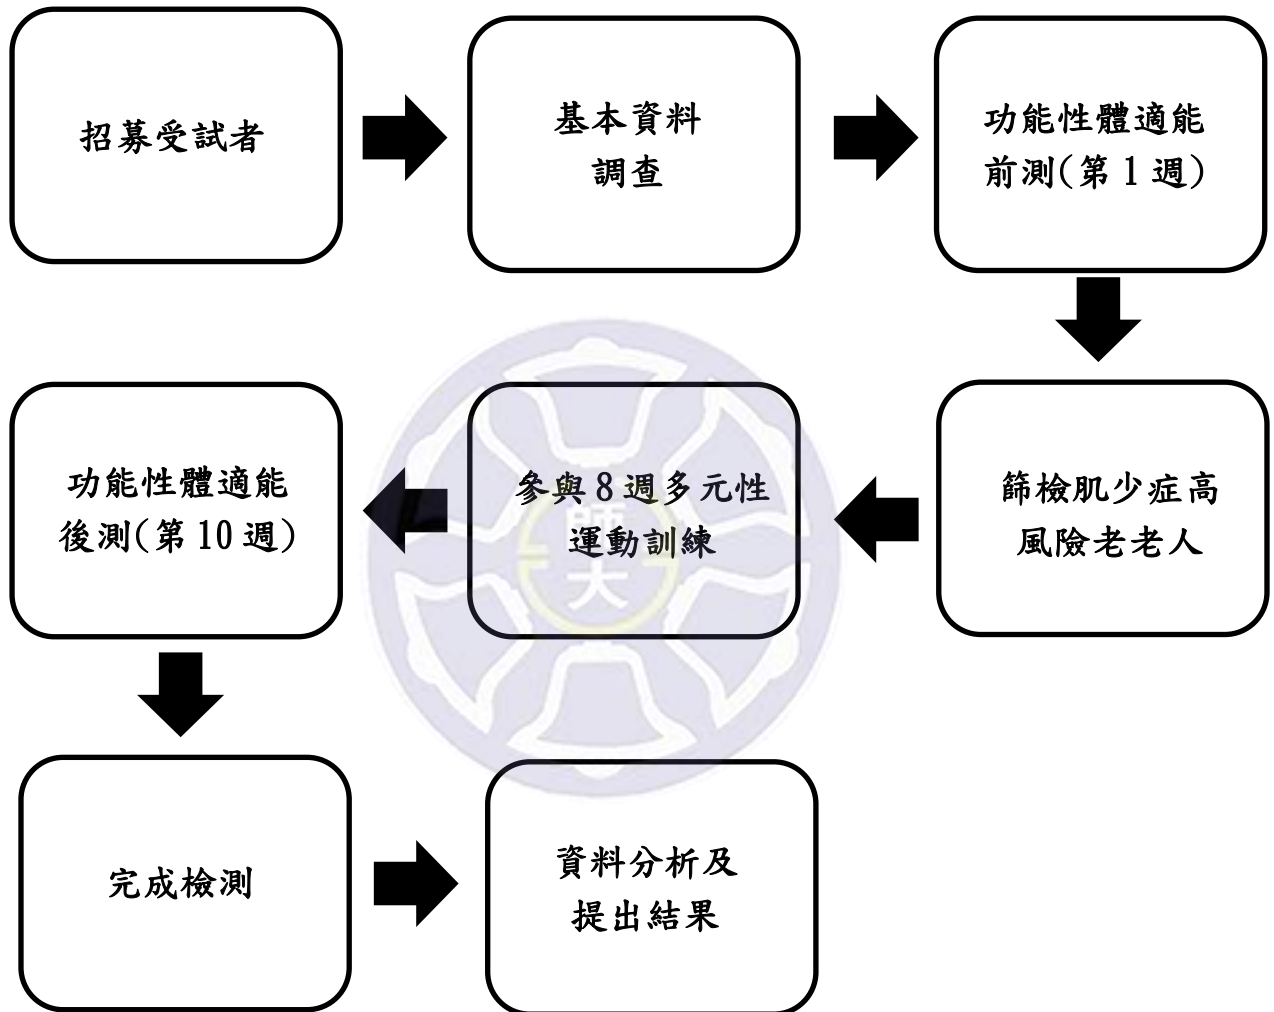 招募受試者
基本資料
調查
功能性體適能
前測(第 1 週)
篩檢肌少症高
風險老老人
參與 8 週多元性
運動訓練
師
大
功能性體適能
後測(第 10 週)
完成檢測
資料分析及
提出結果